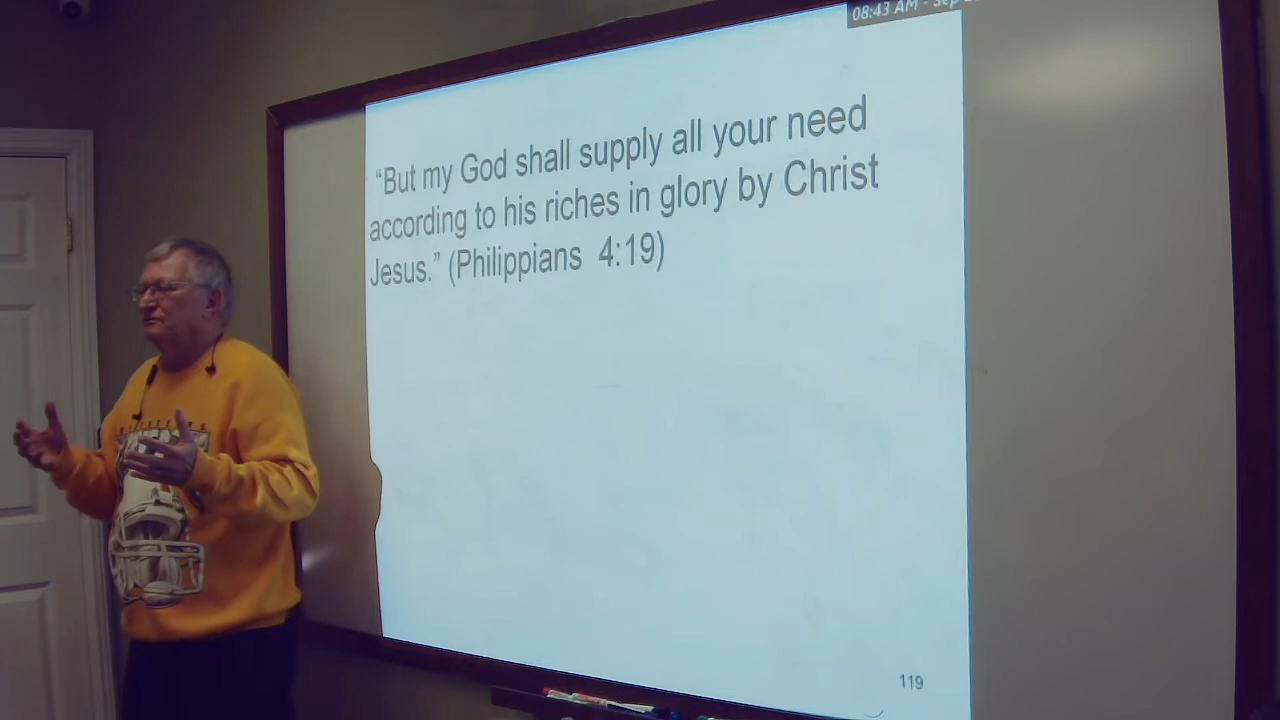 08:43 AM - Sep
“But my God shall supply all your need
according to his riches in glory by Christ
Jesus.” (Philippians 4:19)
119